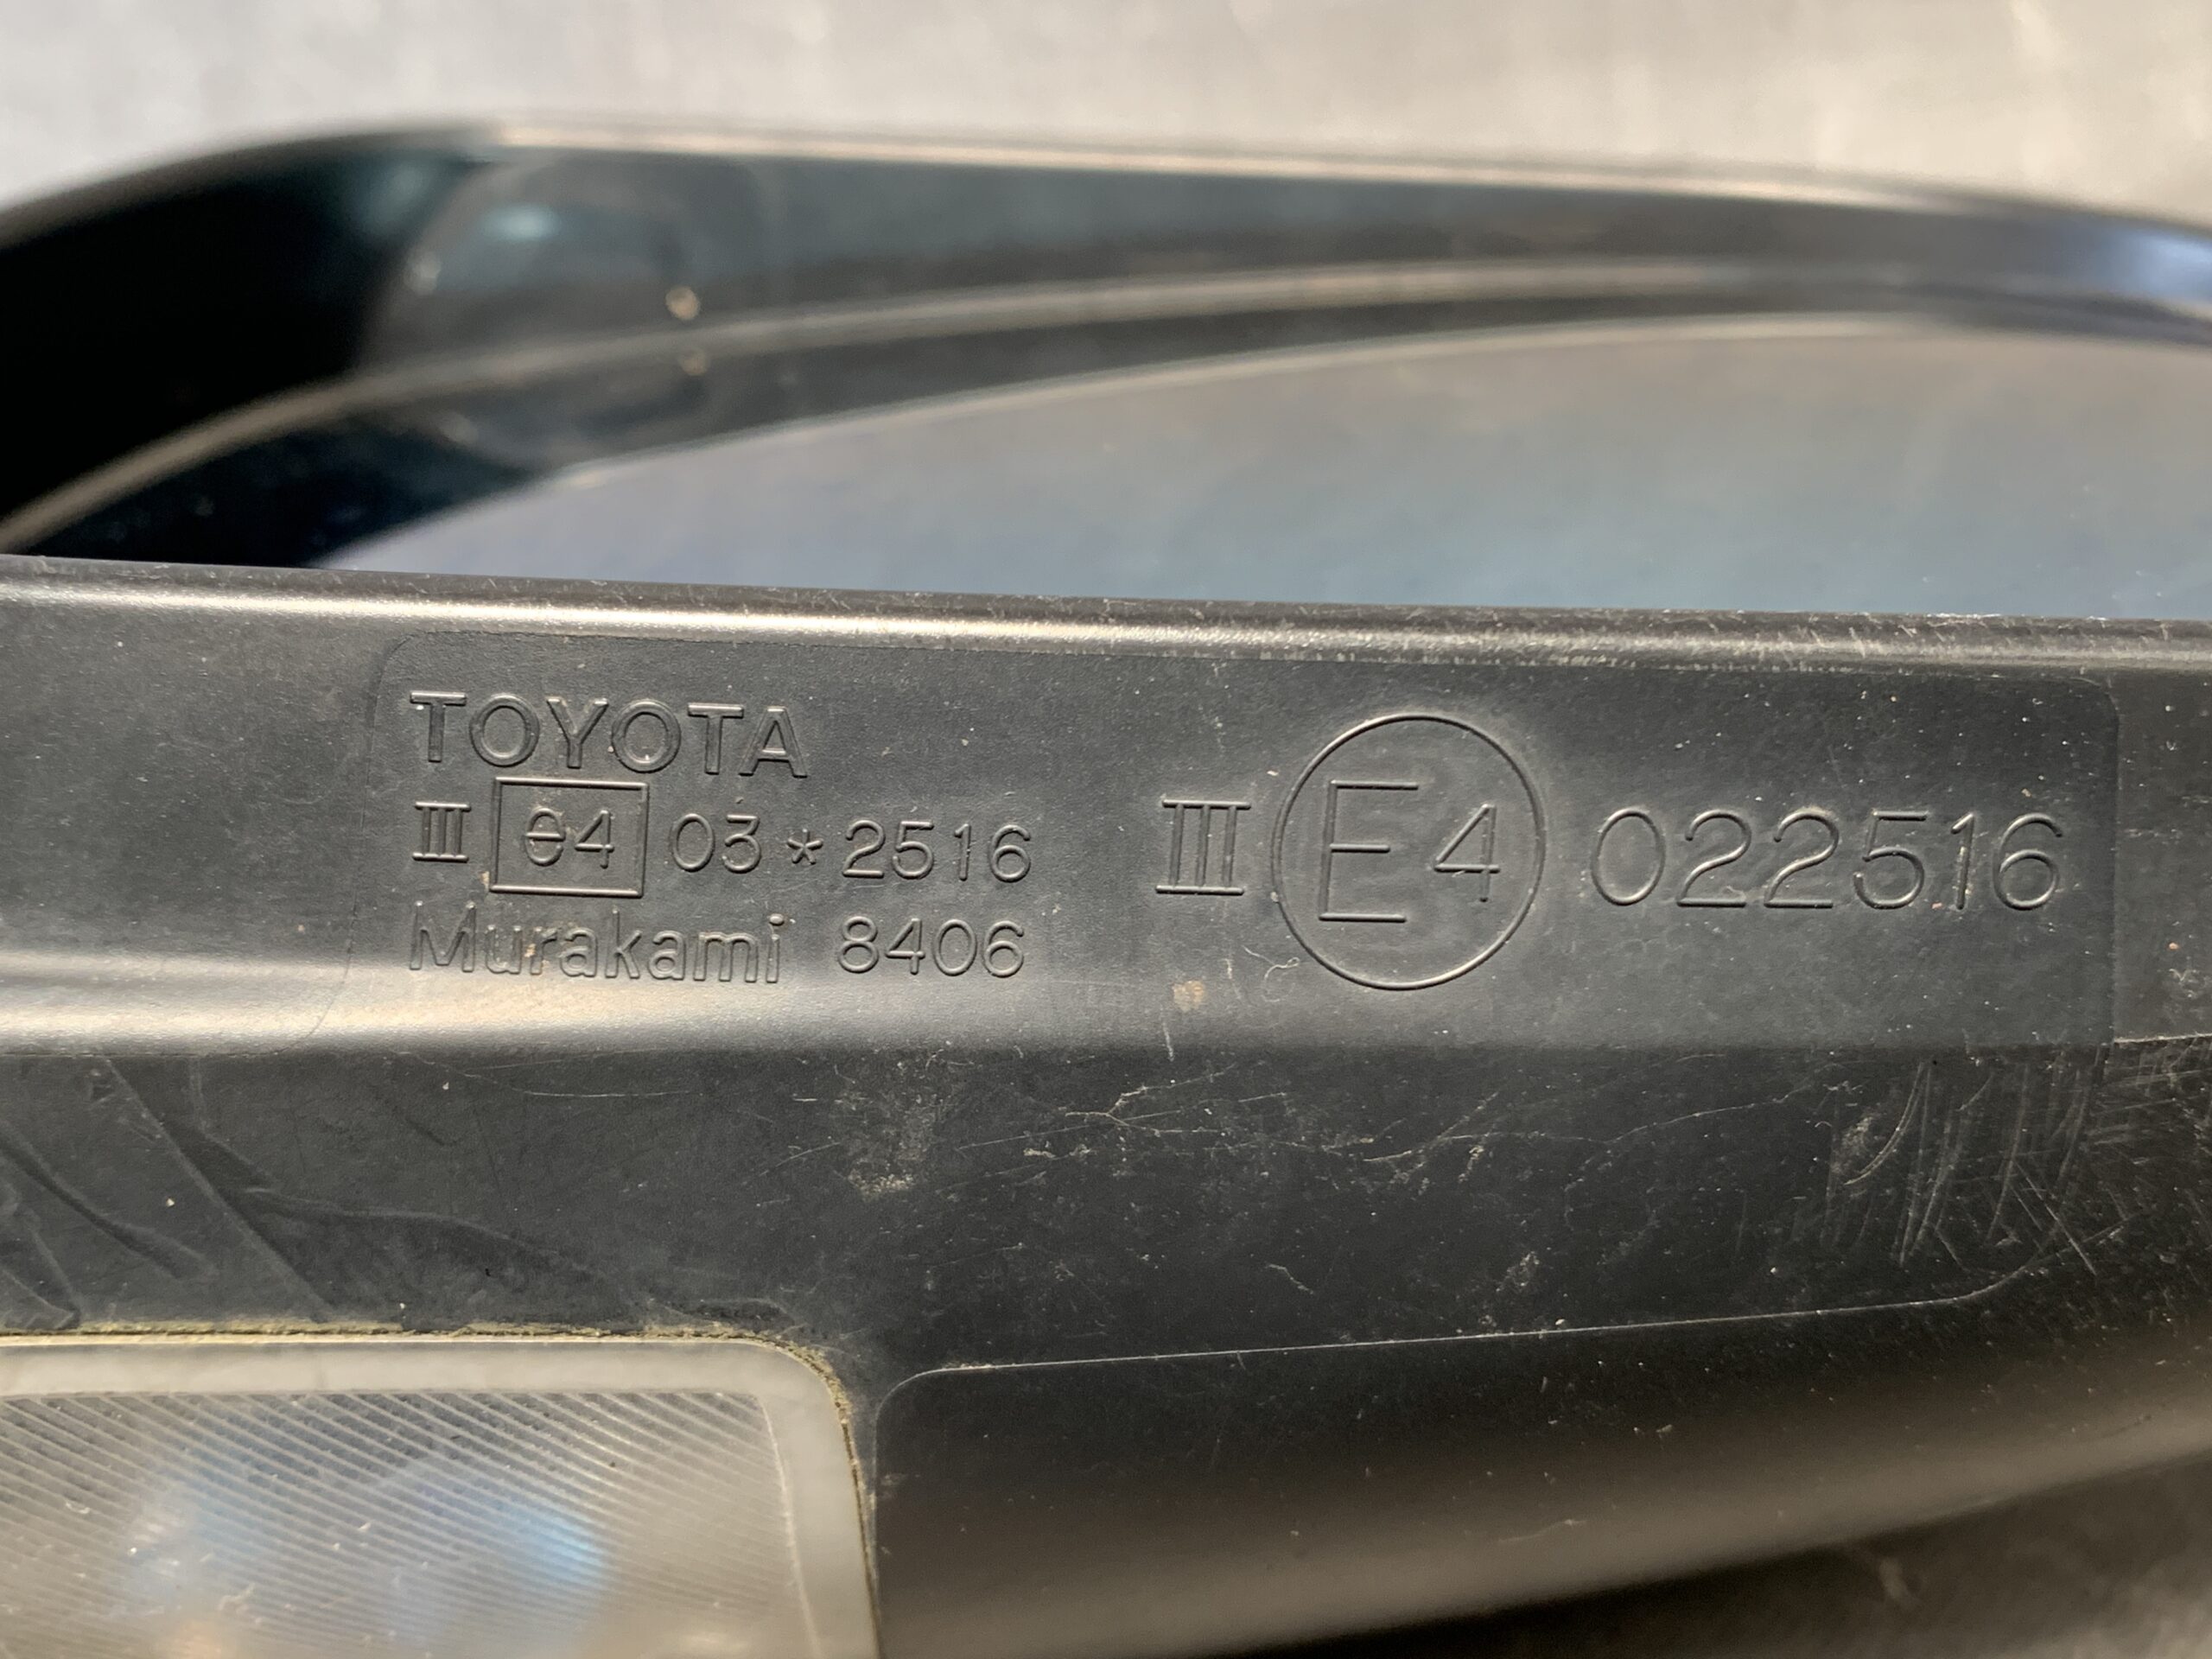 TOYOTA
III e4 03*2516
Murakami 8406
III E4 022516